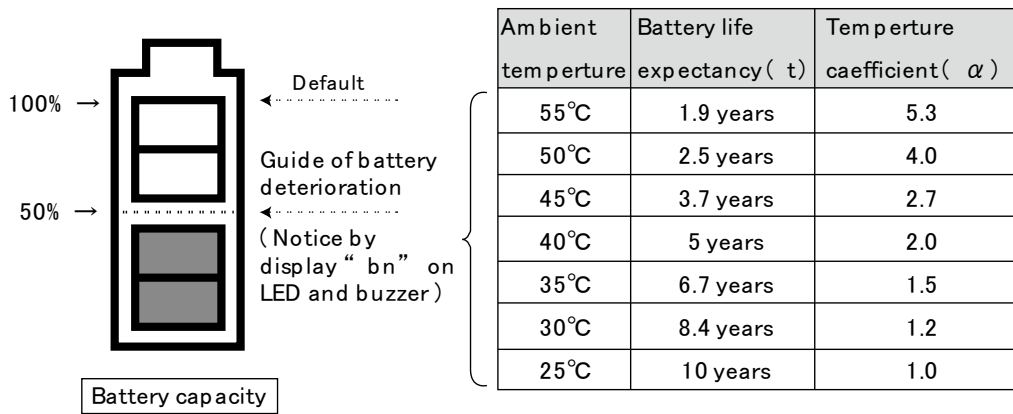 100% →
Default
Guide of battery
deterioration
50% →
(Notice by
display“ bn” on
LED and buzzer)
Battery capacity
Ambient temperture Battery life expectancy( t) Temperture caefficient( α)
55℃ 1.9 years 5.3
50℃ 2.5 years 4.0
45℃ 3.7 years 2.7
40℃ 5 years 2.0
35℃ 6.7 years 1.5
30℃ 8.4 years 1.2
25℃ 10 years 1.0